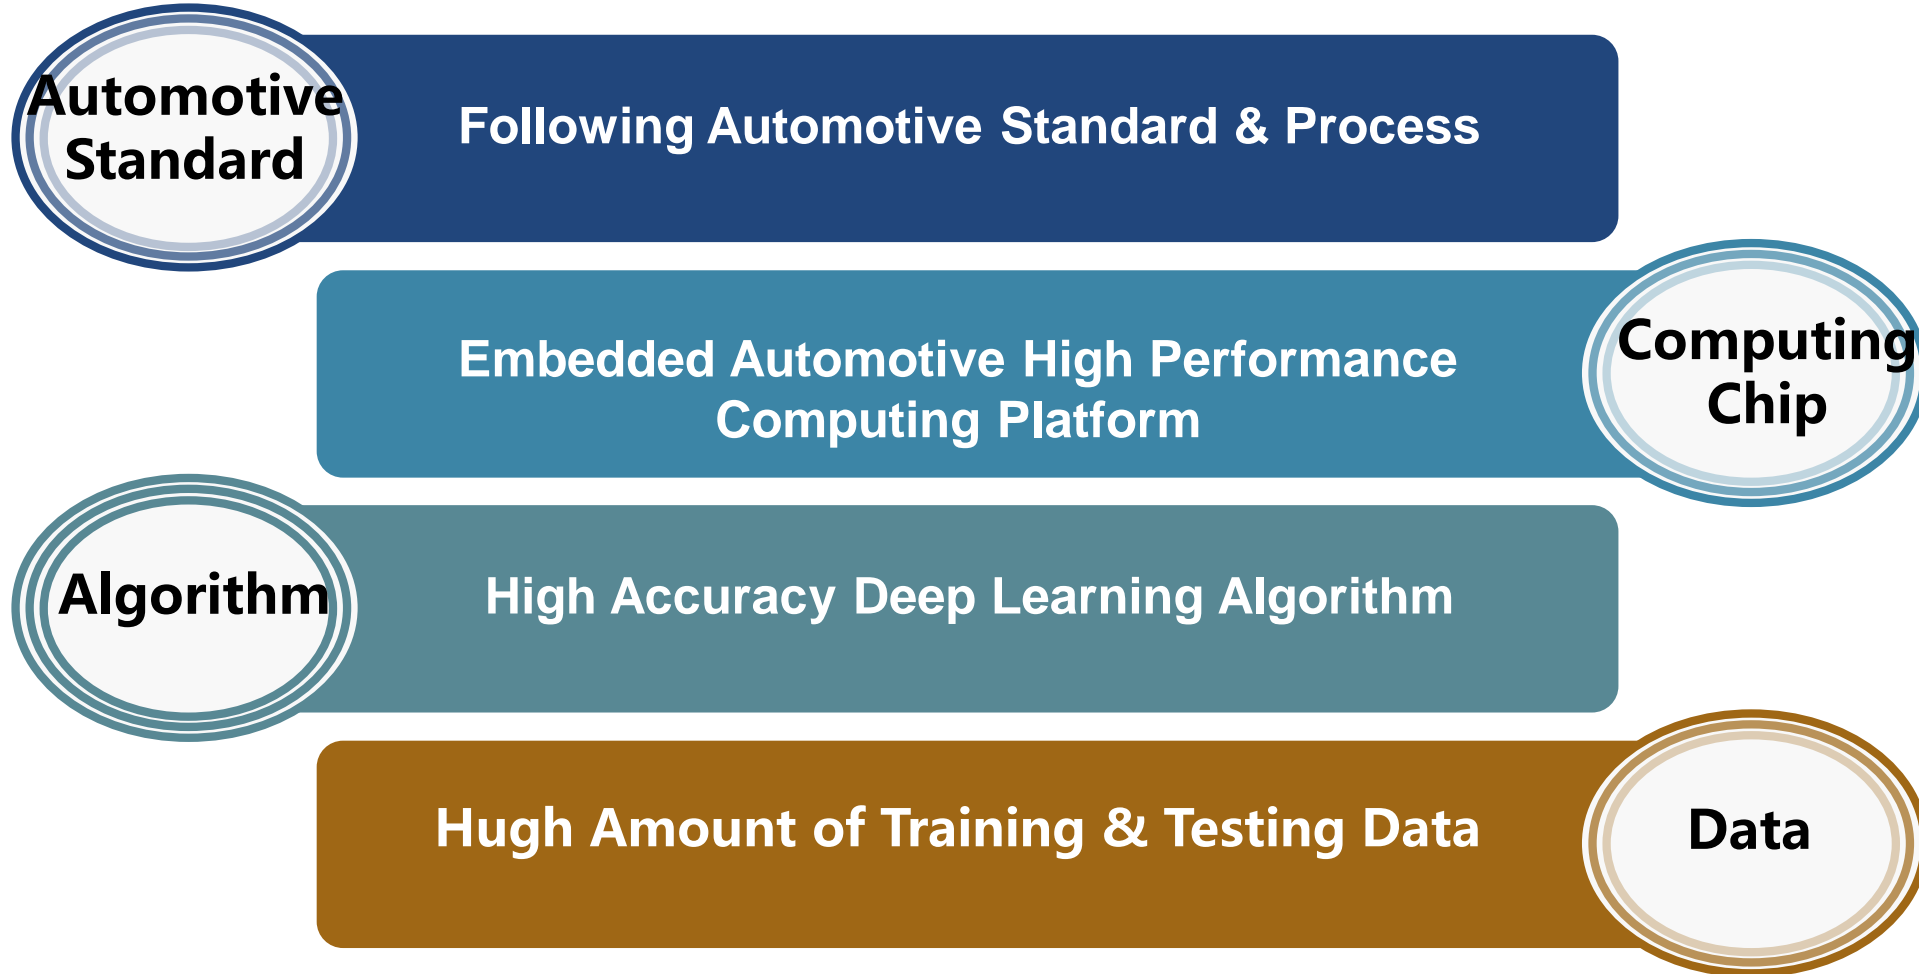 Automotive
Standard
Following Automotive Standard & Process
Embedded Automotive High Performance
Computing Platform
Computing
Chip
Algorithm
High Accuracy Deep Learning Algorithm
Hugh Amount of Training & Testing Data
Data